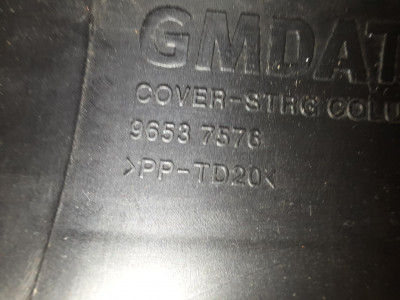 GMDAT
COVER-STRG COLU
9653 7576
>PP-TD20<